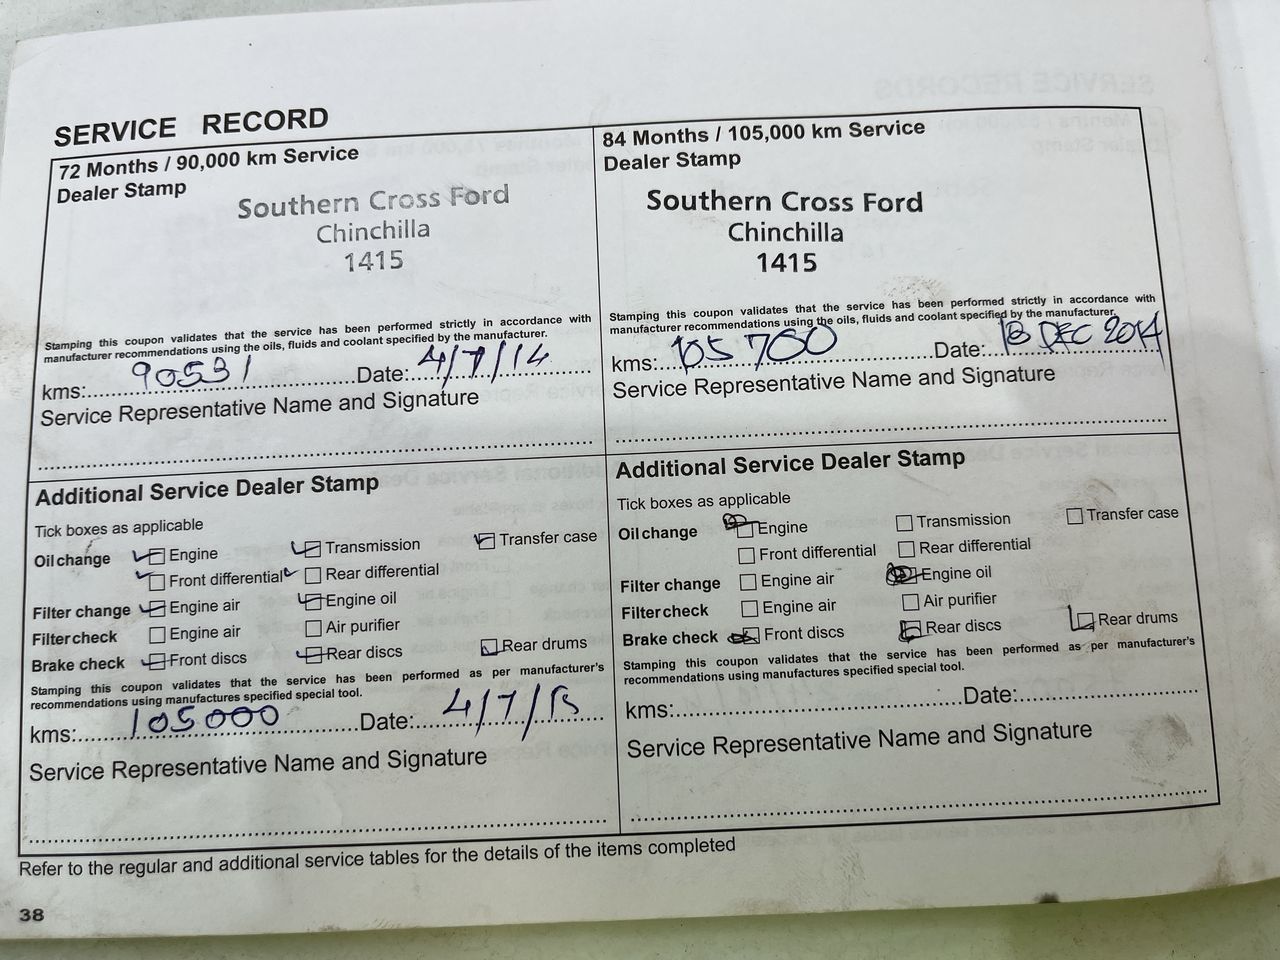 SERVICE RECORD
72 Months / 90,000 km Service
Dealer Stamp
Southern Cross Ford
Chinchilla
1415
Stamping this coupon validates that the service has been performed strictly in accordance with
manufacturer recommendations using the oils, fluids and coolant specified by the manufacturer.
kms: 90531 Date: 4/7/14
Service Representative Name and Signature
Additional Service Dealer Stamp
Tick boxes as applicable
Oil change Engine Transmission Transfer case
Front differential Rear differential
Filter change Engine air Engine oil
Filter check Engine air Air purifier
Brake check Front discs Rear discs Rear drums
Stamping this coupon validates that the service has been performed as per manufacturer's
recommendations using manufactures specified special tool.
kms: 105000 Date: 4/7/15
Service Representative Name and Signature
84 Months / 105,000 km Service
Dealer Stamp
Southern Cross Ford
Chinchilla
1415
Stamping this coupon validates that the service has been performed strictly in accordance with
manufacturer recommendations using the oils, fluids and coolant specified by the manufacturer.
kms: 105 760 Date: DEC 2014
Service Representative Name and Signature
Additional Service Dealer Stamp
Tick boxes as applicable
Oil change Engine Transmission Transfer case
Front differential Rear differential
Filter change Engine air Engine oil
Filter check Engine air Air purifier
Brake check Front discs Rear discs Rear drums
Stamping this coupon validates that the service has been performed as per manufacturer's
recommendations using manufactures specified special tool.
kms: Date:
Service Representative Name and Signature
Refer to the regular and additional service tables for the details of the items completed
38